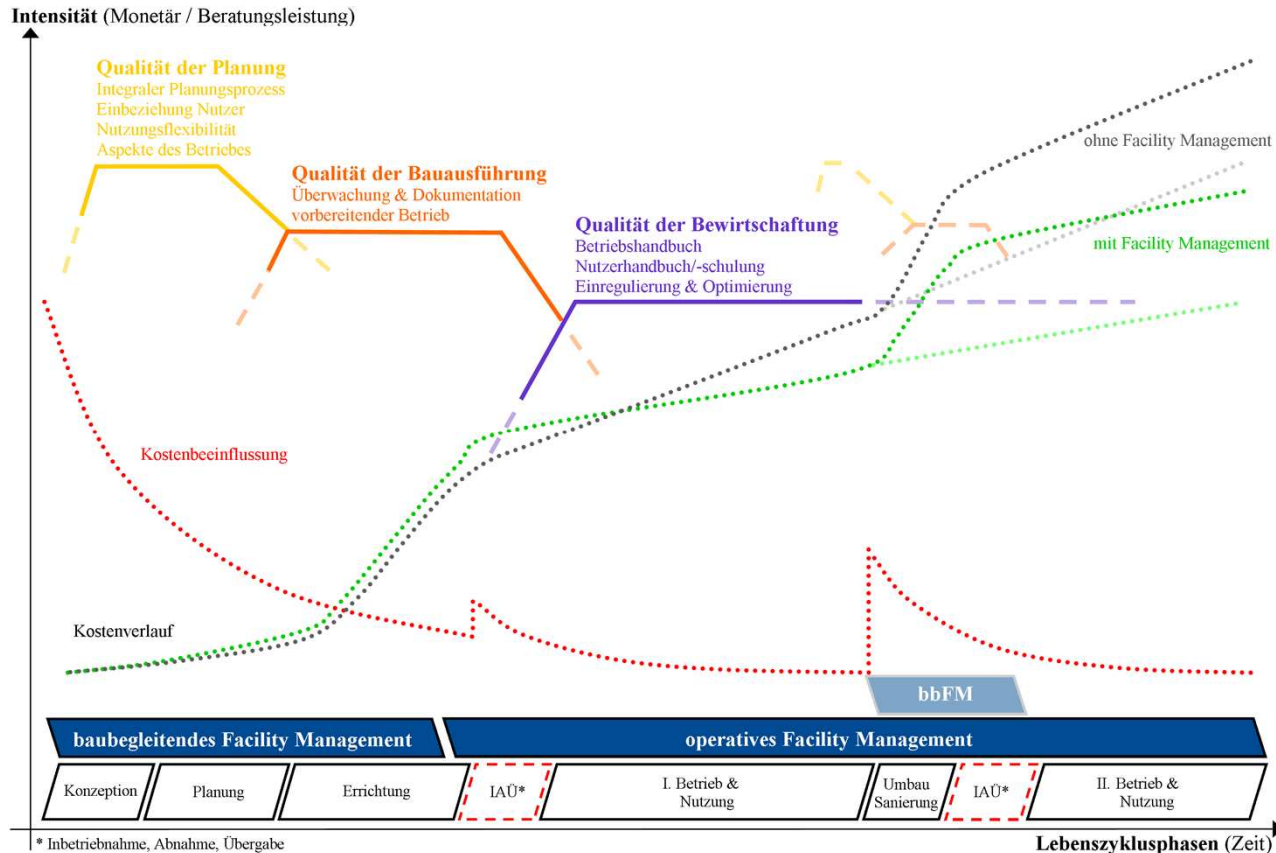 Intensität (Monetär / Beratungsleistung)
Qualität der Planung
Integraler Planungsprozess
Einbeziehung Nutzer
Nutzungsflexibilität
Aspekte des Betriebes
Qualität der Bauausführung
Überwachung & Dokumentation
vorbereitender Betrieb
Qualität der Bewirtschaftung
Betriebshandbuch
Nutzerhandbuch/-schulung
Einregulierung & Optimierung
ohne Facility Management
mit Facility Management
Kostenbeeinflussung
Kostenverlauf
bbFM
baubegleitendes Facility Management
operatives Facility Management
Konzeption
Planung
Errichtung
IAÜ*
I. Betrieb &
Nutzung
Umbau
Sanierung
IAÜ*
II. Betrieb &
Nutzung
* Inbetriebnahme, Abnahme, Übergabe
Lebenszyklusphasen (Zeit)